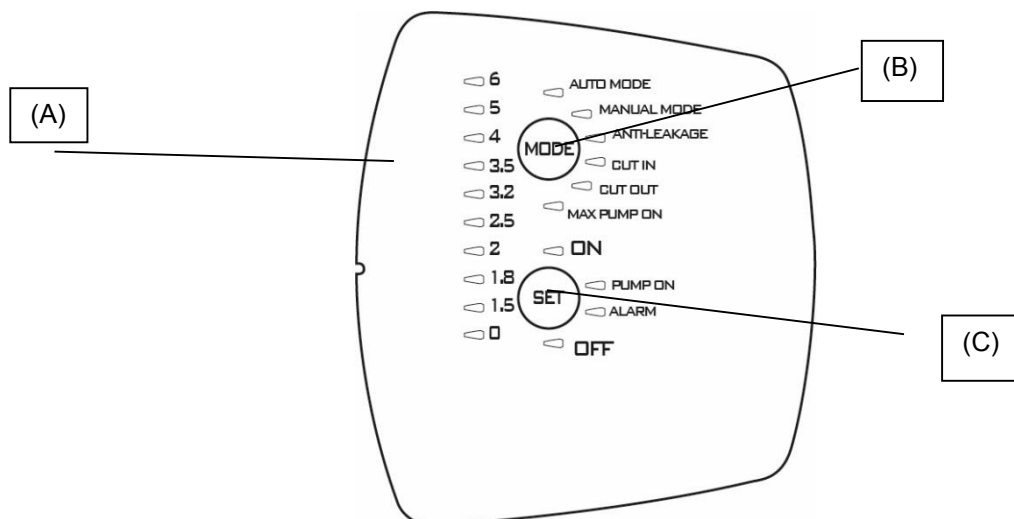 (A)
(B)
(C)
6
5
4
3.5
3.2
2.5
2
1.8
1.5
0
AUTO MODE
MANUAL MODE
ANTI-LEAKAGE
CUT IN
CUT OUT
MAX PUMP ON
MODE
ON
PUMP ON
ALARM
OFF
SET